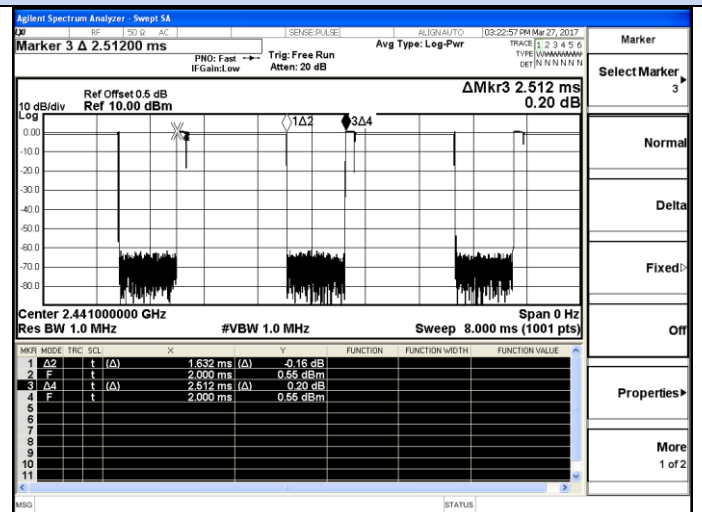 Agilent Spectrum Analyzer - Swept SA
RF 50 Ω AC SENSE:PULSE ALIGN AUTO 03:22:57 PM Mar 27, 2017
Marker 3 Δ 2.51200 ms
PNO: Fast
IFGain:Low
Trig: Free Run
Atten: 20 dB
Avg Type: Log-Pwr
TRACE 1 2 3 4 5 6
TYPE
DET N N N N N N
Ref Offset 0.5 dB
10 dB/div Ref 10.00 dBm
Log
ΔMkr3 2.512 ms
0.20 dB
1Δ2 3Δ4
0.00
-10.0
-20.0
-30.0
-40.0
-50.0
-60.0
-70.0
-80.0
Center 2.441000000 GHz Span 0 Hz
Res BW 1.0 MHz #VBW 1.0 MHz Sweep 8.000 ms (1001 pts)
MKR MODE TRC SCL X Y FUNCTION FUNCTION WIDTH FUNCTION VALUE
1 Δ2 t (Δ) 1.632 ms (Δ) -0.16 dB
2 F t 2.000 ms 0.55 dBm
3 Δ4 t (Δ) 2.512 ms (Δ) 0.20 dB
4 F t 2.000 ms 0.55 dBm
5
6
7
8
9
10
11
MSG STATUS
Marker
Select Marker
3
Normal
Delta
Fixed
Off
Properties
More
1 of 2